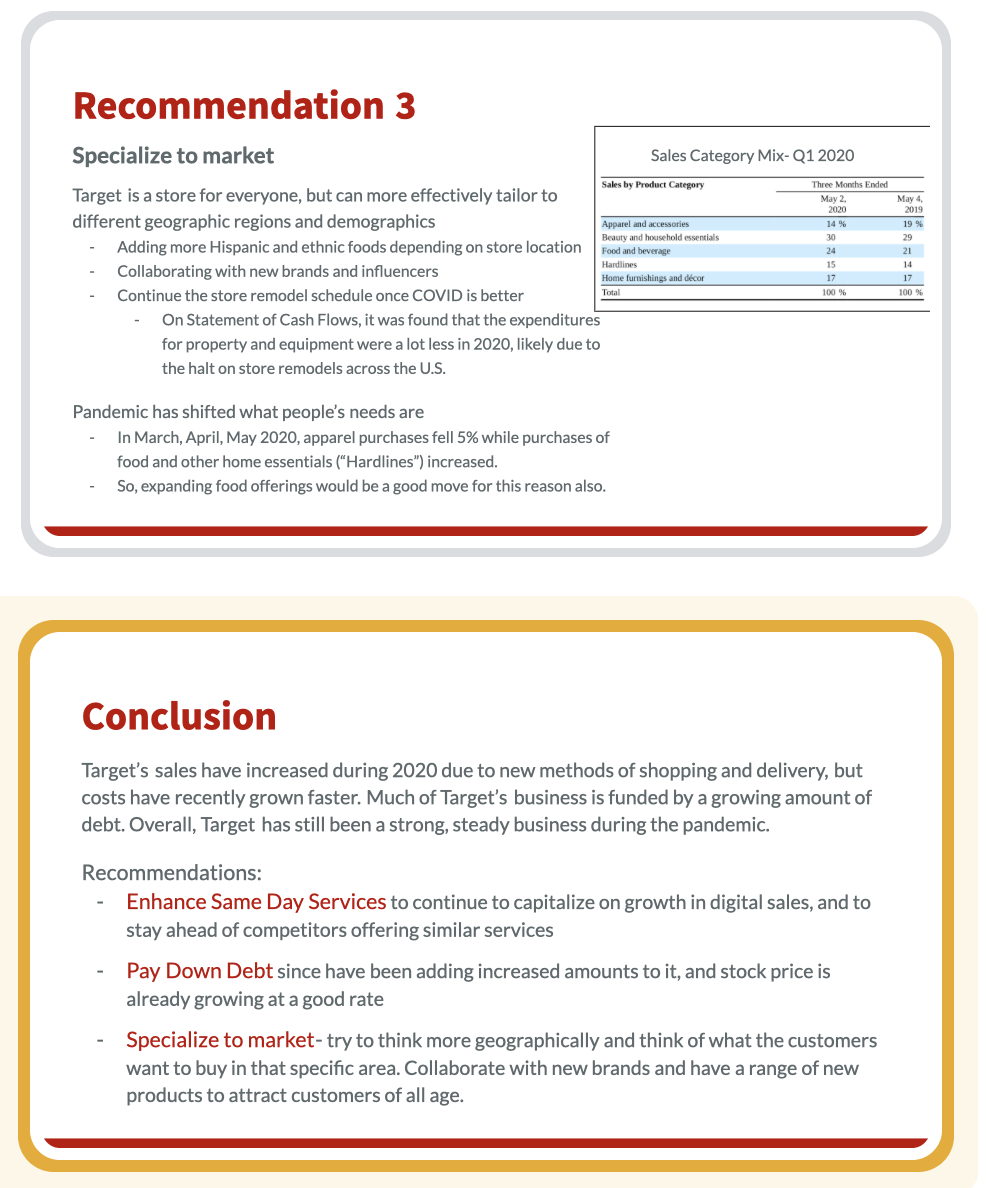 Recommendation 3
Specialize to market
Target is a store for everyone, but can more effectively tailor to
different geographic regions and demographics
- Adding more Hispanic and ethnic foods depending on store location
- Collaborating with new brands and influencers
- Continue the store remodel schedule once COVID is better
- On Statement of Cash Flows, it was found that the expenditures
for property and equipment were a lot less in 2020, likely due to
the halt on store remodels across the U.S.
Pandemic has shifted what people’s needs are
- In March, April, May 2020, apparel purchases fell 5% while purchases of
food and other home essentials (“Hardlines”) increased.
- So, expanding food offerings would be a good move for this reason also.
Sales Category Mix- Q1 2020
Sales by Product Category Three Months Ended
May 2, May 4,
2020 2019
Apparel and accessories 14 % 19 %
Beauty and household essentials 30 29
Food and beverage 24 21
Hardlines 15 14
Home furnishings and décor 17 17
Total 100 % 100 %
Conclusion
Target’s sales have increased during 2020 due to new methods of shopping and delivery, but
costs have recently grown faster. Much of Target’s business is funded by a growing amount of
debt. Overall, Target has still been a strong, steady business during the pandemic.
Recommendations:
- Enhance Same Day Services to continue to capitalize on growth in digital sales, and to
stay ahead of competitors offering similar services
- Pay Down Debt since have been adding increased amounts to it, and stock price is
already growing at a good rate
- Specialize to market- try to think more geographically and think of what the customers
want to buy in that specific area. Collaborate with new brands and have a range of new
products to attract customers of all age.